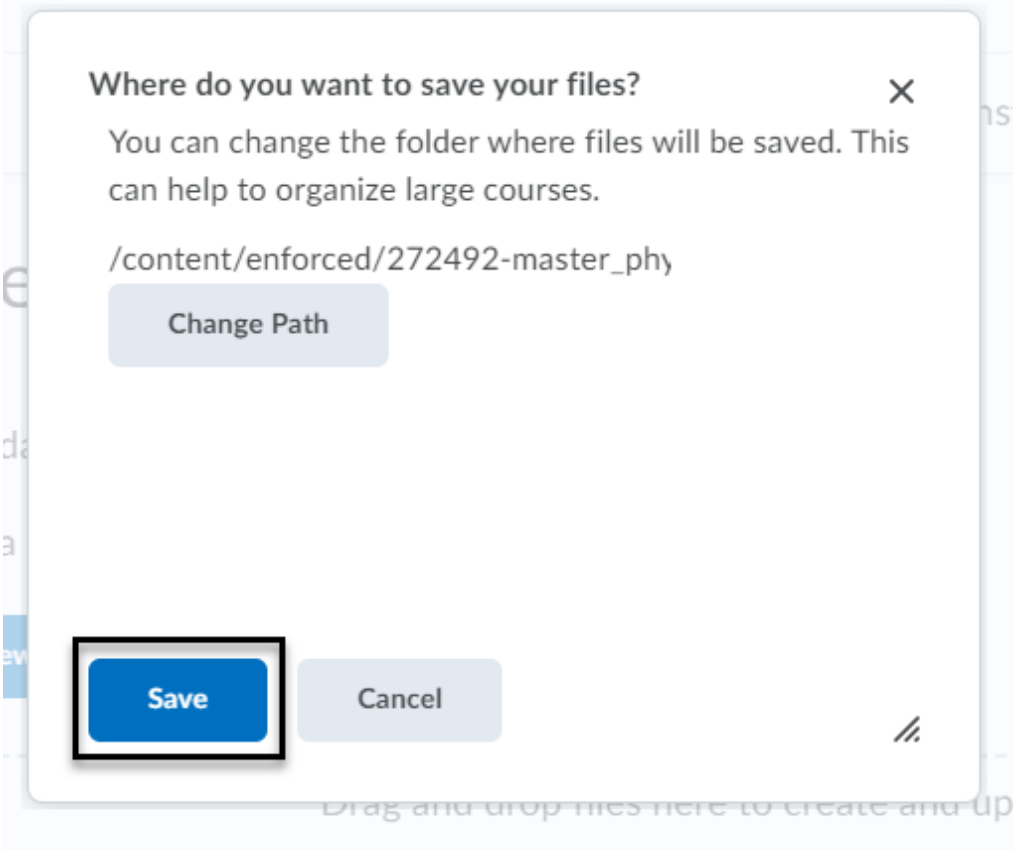 Where do you want to save your files?
You can change the folder where files will be saved. This
can help to organize large courses.
/content/enforced/272492-master_phy
Change Path
Save
Cancel
Drag and drop files here to create and up